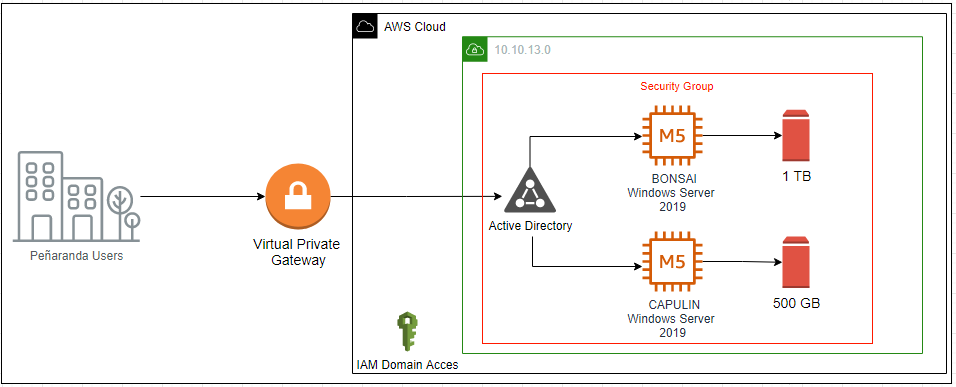 AWS Cloud
10.10.13.0
Security Group
M5
BONSAI
Windows Server
2019
1 TB
Peñaranda Users
Virtual Private
Gateway
Active Directory
M5
CAPULIN
Windows Server
2019
500 GB
IAM Domain Acces